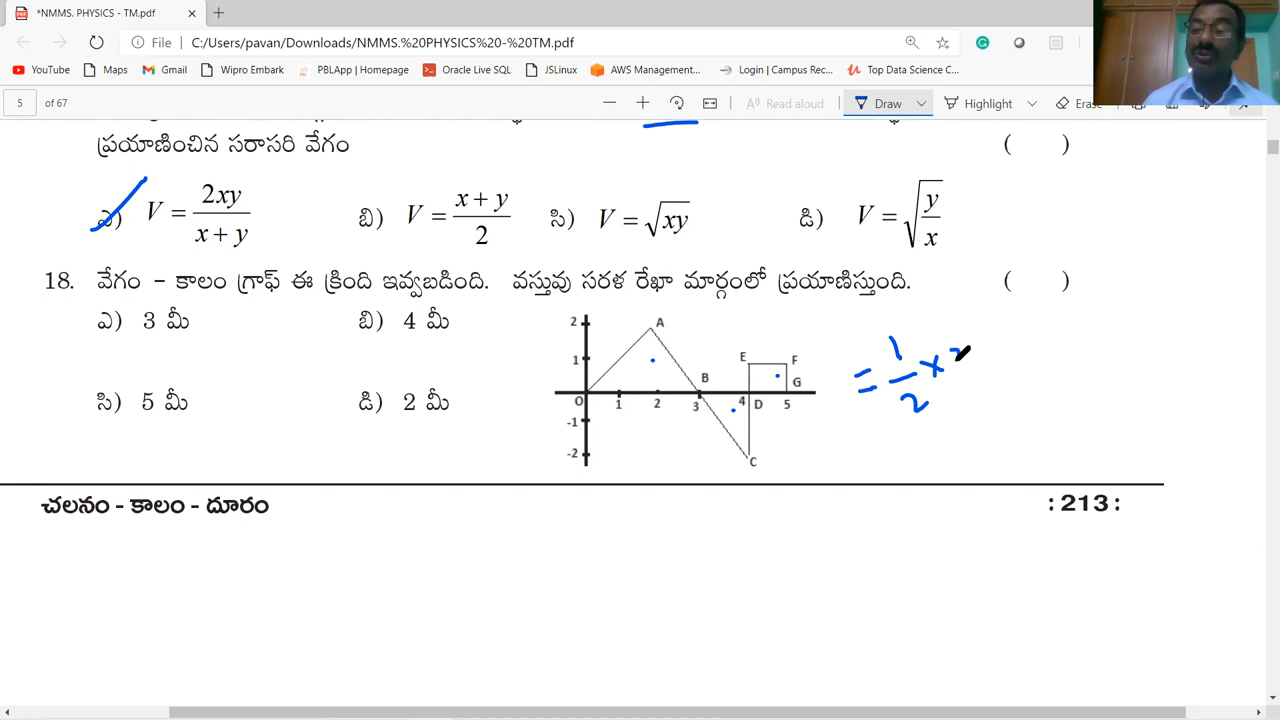 *NMMS. PHYSICS - TM.pdf
File C:/Users/pavan/Downloads/NMMS.%20PHYSICS%20-%20TM.pdf
YouTube Maps Gmail Wipro Embark PBLApp | Homepage Oracle Live SQL JSLinux AWS Management... Login | Campus Rec... Top Data Science C...
5 of 67 Read aloud Draw Highlight Erase
ప్రయాణించిన సరాసరి వేగం ( )
ఎ) V = 2xy / x + y బి) V = x + y / 2 సి) V = √xy డి) V = √y/x
18. వేగం - కాలం గ్రాఫ్ ఈ క్రింది ఇవ్వబడింది. వస్తువు సరళ రేఖా మార్గంలో ప్రయాణిస్తుంది. ( )
ఎ) 3 మీ బి) 4 మీ
సి) 5 మీ డి) 2 మీ
2 A
1 E F
B G
O 1 2 3 4 D 5
-1
-2 C
= 1/2 ×
చలనం - కాలం - దూరం : 213 :